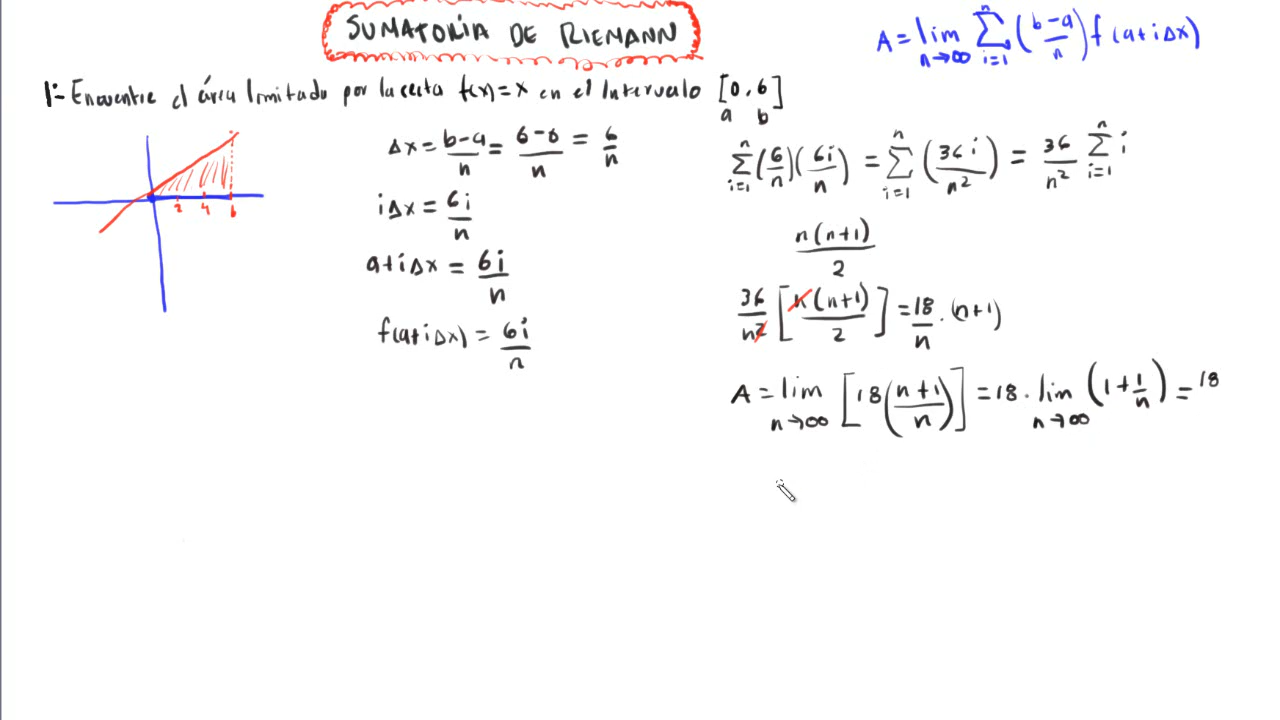 SUMATORIA DE RIEMANN
A = lim n→∞ Σ i=1 n (b-a/n) f(a+iΔx)
1:- Encuentre el área limitada por la recta f(x)=x en el Intervalo [0,6]
a b
2 4 6
Δx = b-a/n = 6-0/n = 6/n
iΔx = 6i/n
a+iΔx = 6i/n
f(a+iΔx) = 6i/n
Σ i=1 n (6/n)(6i/n) = Σ i=1 n (36i/n²) = 36/n² Σ i=1 n i
n(n+1)/2
36/n² [n(n+1)/2] = 18/n · (n+1)
A = lim n→∞ [18(n+1/n)] = 18 · lim n→∞ (1+1/n) = 18